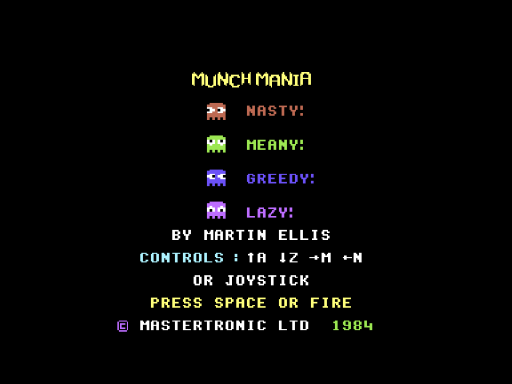 MUNCH MANIA
NASTY!
MEANY!
GREEDY!
LAZY!
BY MARTIN ELLIS
CONTROLS :↑A ↓Z →M ←N
OR JOYSTICK
PRESS SPACE OR FIRE
© MASTERTRONIC LTD 1984